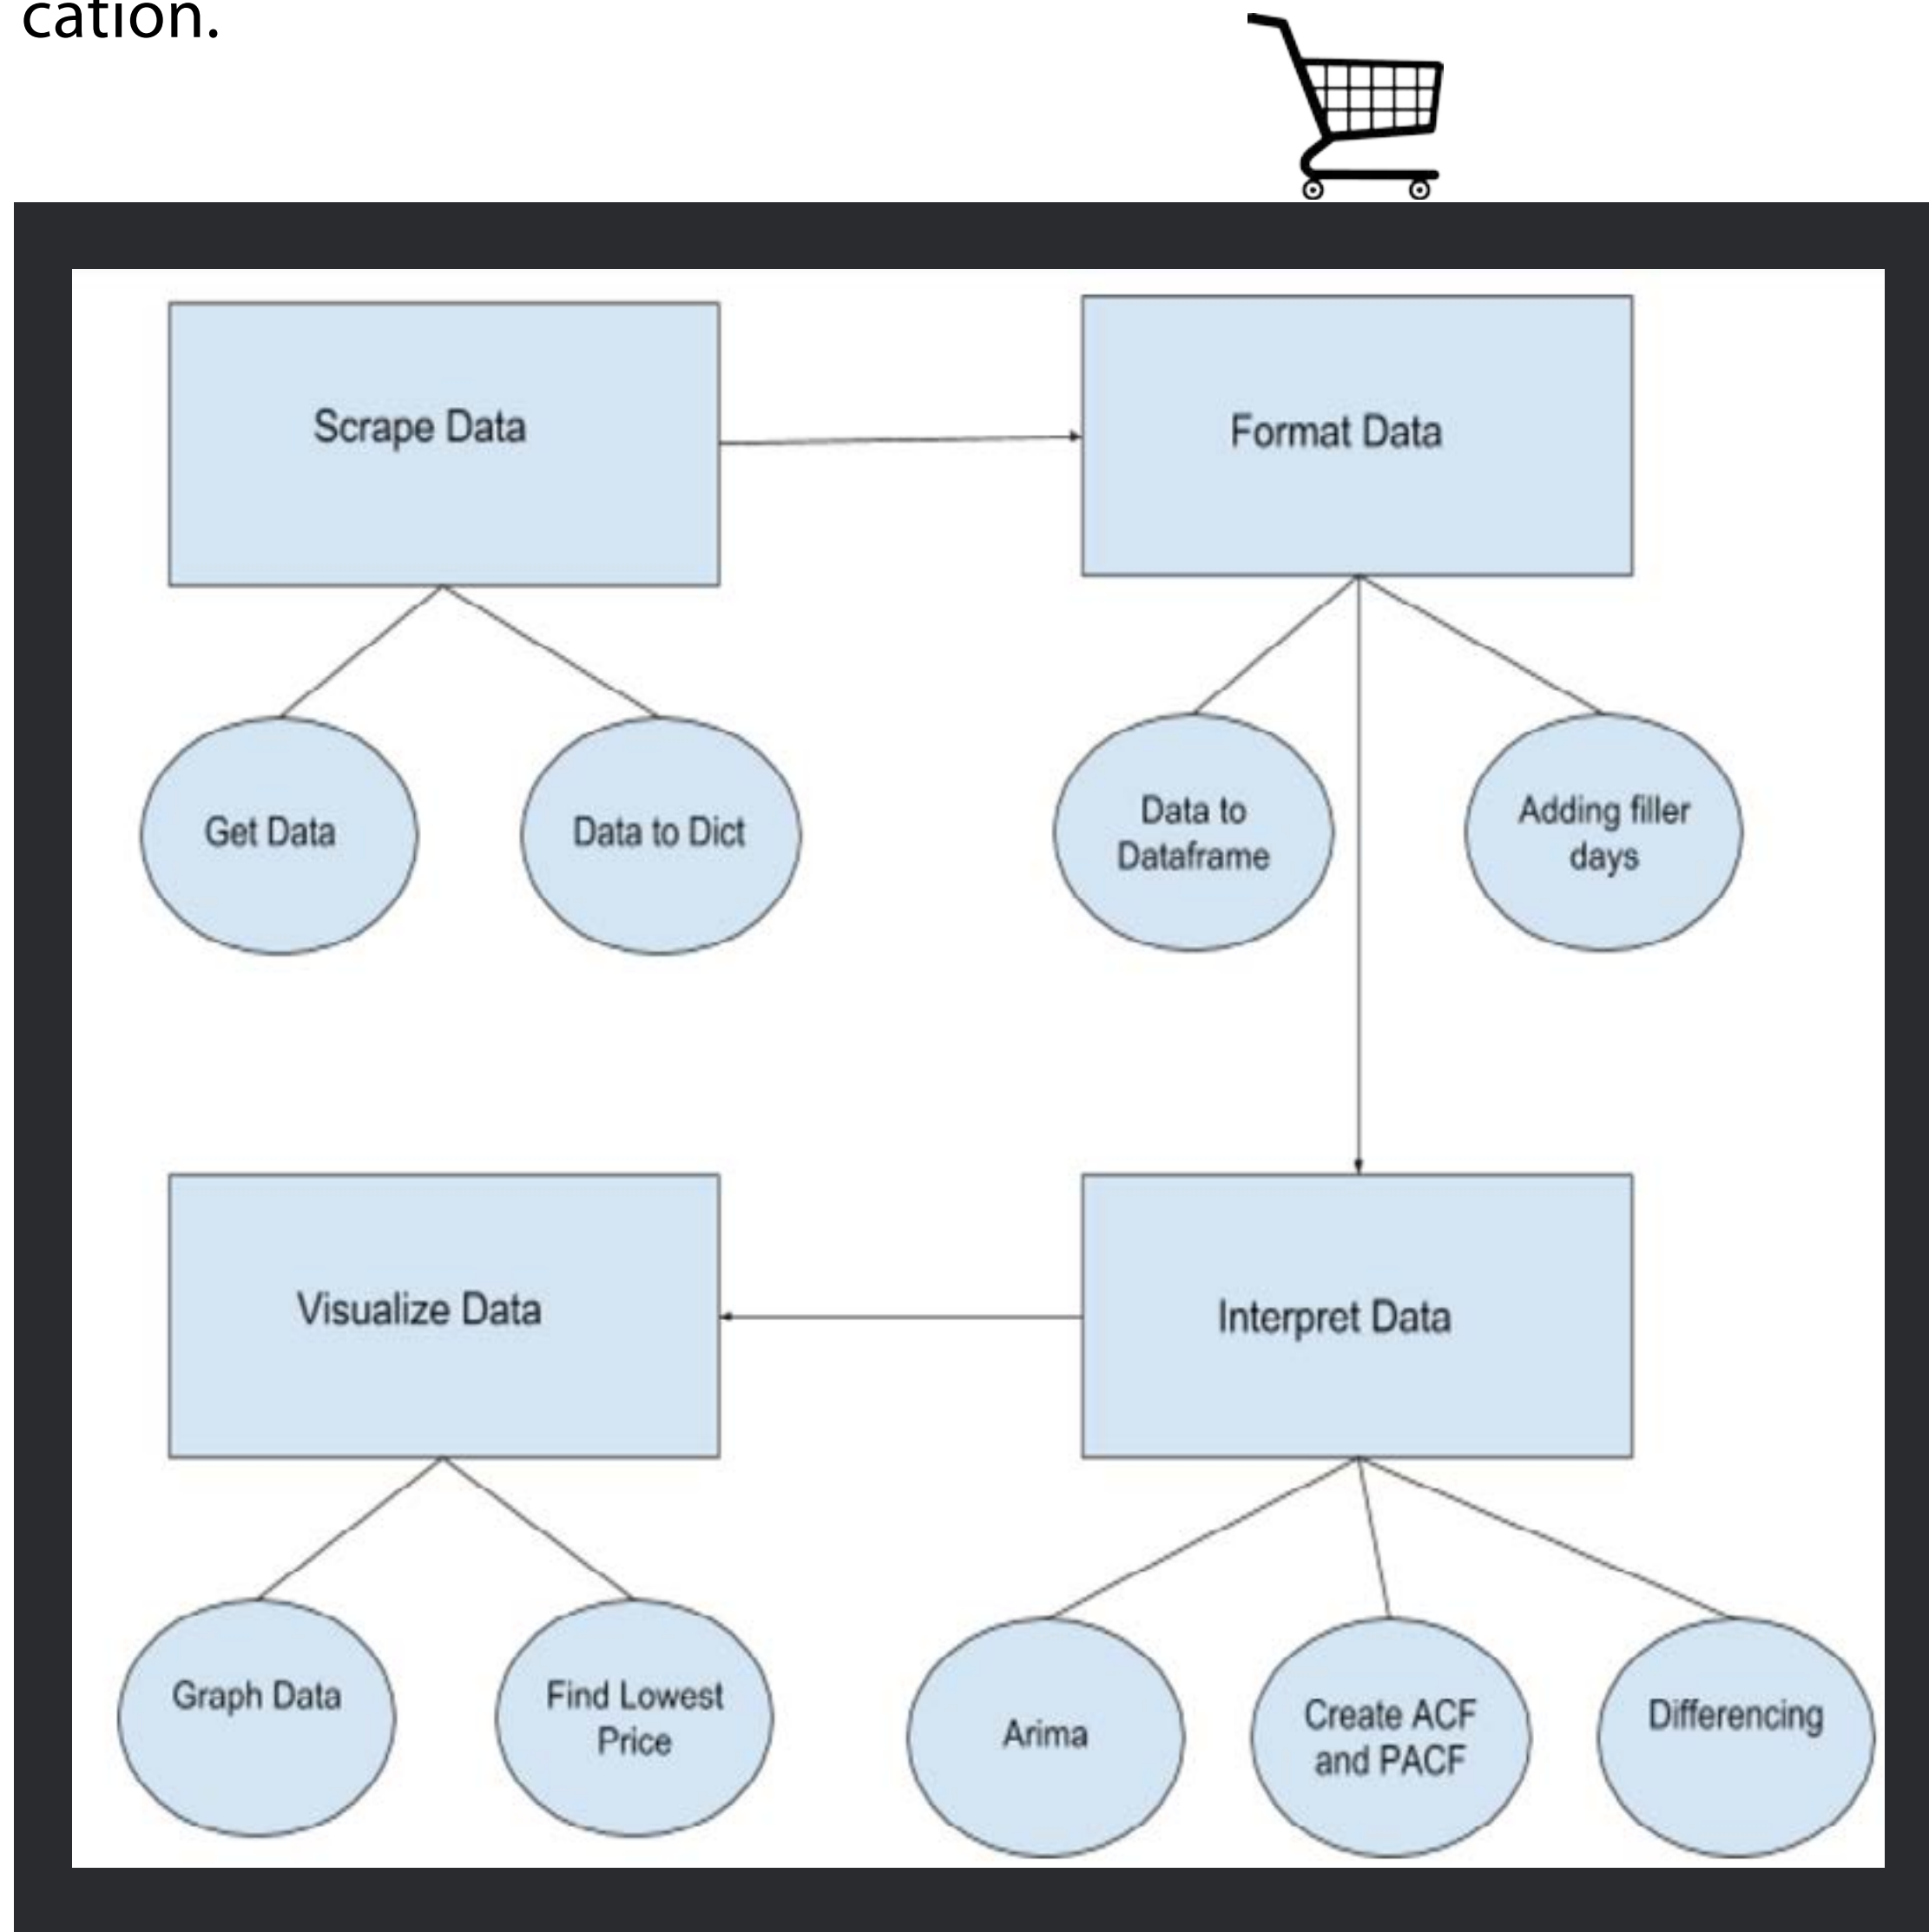 cation.
Scrape Data
Format Data
Get Data
Data to Dict
Data to
Dataframe
Adding filler
days
Visualize Data
Interpret Data
Graph Data
Find Lowest
Price
Arima
Create ACF
and PACF
Differencing